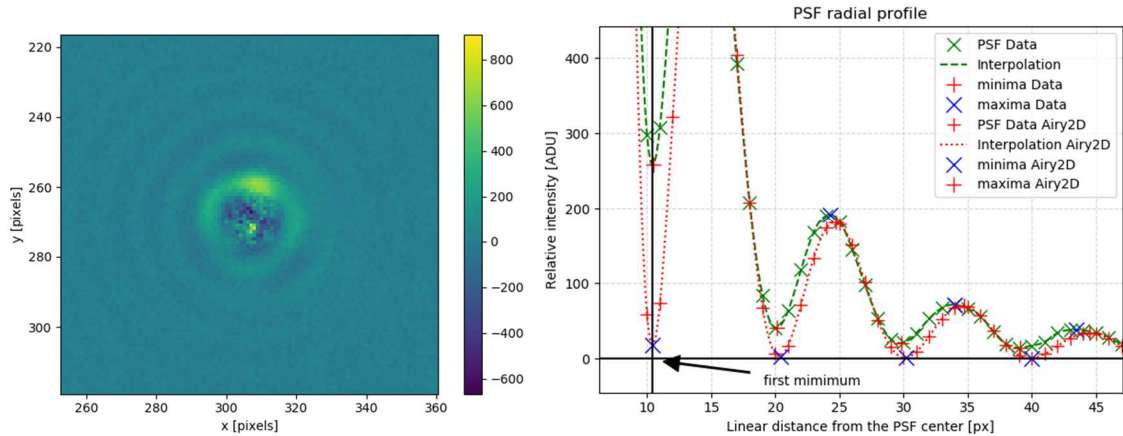 220
240
260
280
300
y [pixels]
260
280
300
320
340
360
x [pixels]
800
600
400
200
0
−200
−400
−600
PSF radial profile
400
300
200
100
0
Relative intensity [ADU]
PSF Data
Interpolation
minima Data
maxima Data
PSF Data Airy2D
Interpolation Airy2D
minima Airy2D
maxima Airy2D
first mimimum
10
15
20
25
30
35
40
45
Linear distance from the PSF center [px]